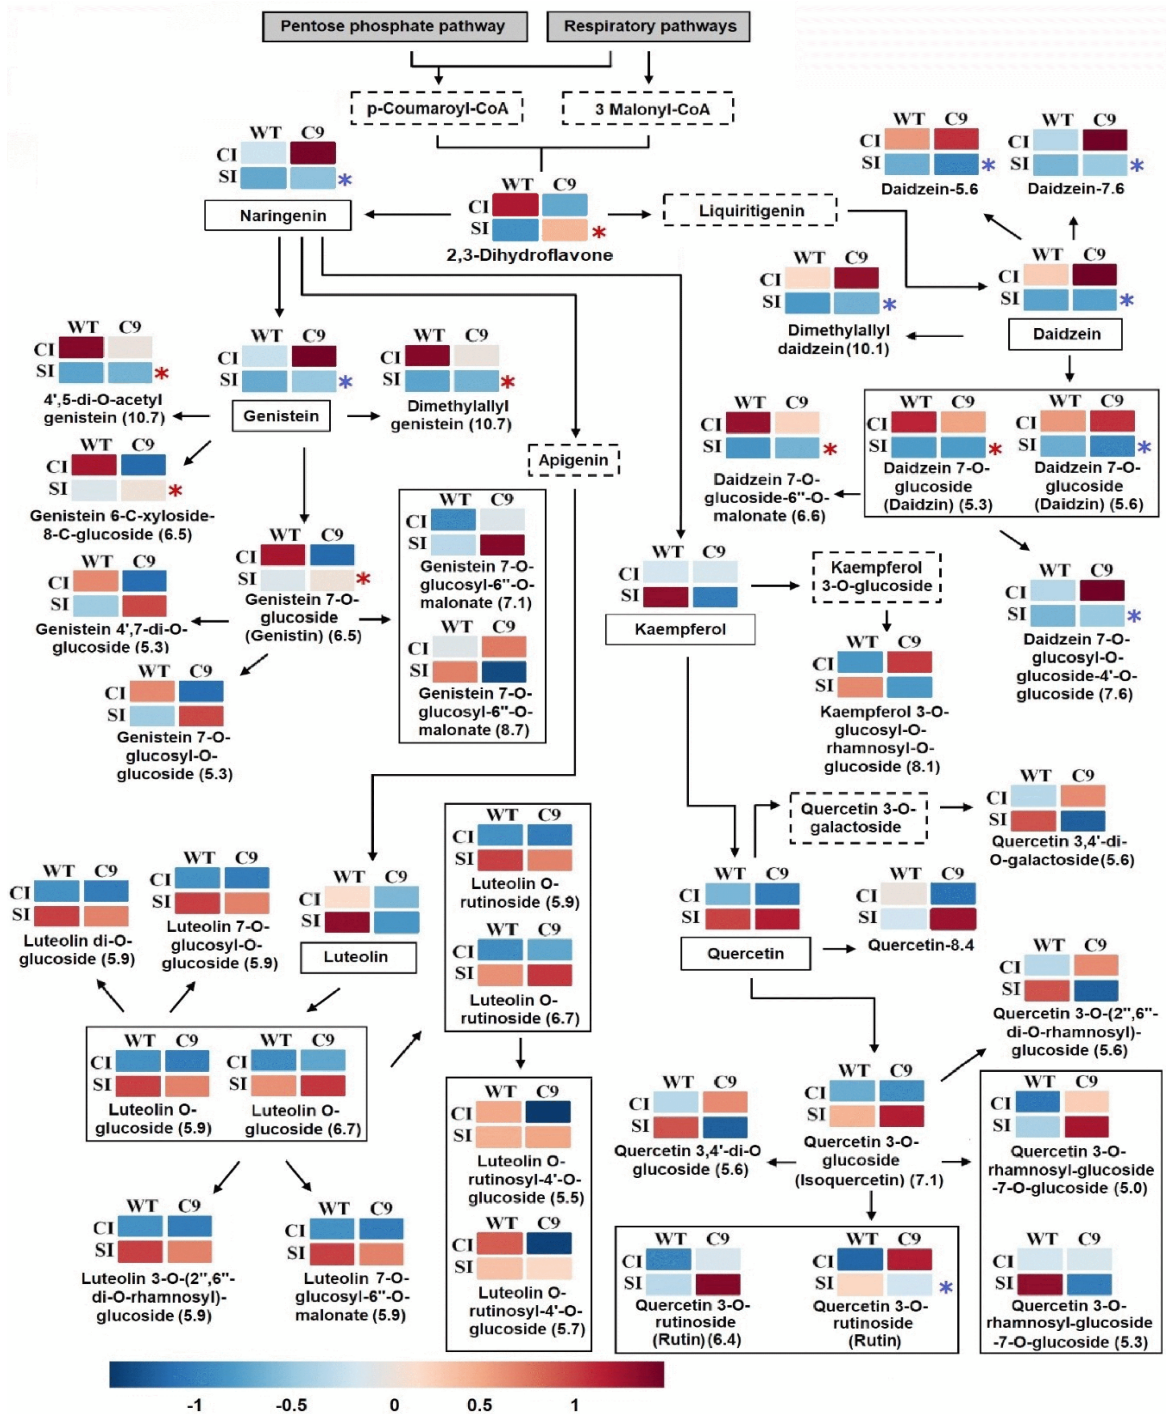 Pentose phosphate pathway
Respiratory pathways
p-Coumaroyl-CoA
3 Malonyl-CoA
WT C9
CI
SI *
Naringenin
WT C9
CI
SI *
2,3-Dihydroflavone
Liquiritigenin
WT C9
CI
SI *
Daidzein-5.6
WT C9
CI
SI *
Daidzein-7.6
WT C9
CI
SI *
Dimethylallyl
daidzein (10.1)
WT C9
CI
SI *
Daidzein
WT C9
CI
SI *
4',5-di-O-acetyl
genistein (10.7)
WT C9
CI
SI *
Genistein
WT C9
CI
SI *
Dimethylallyl
genistein (10.7)
Apigenin
WT C9
CI
SI *
Daidzein 7-O-
glucoside-6"-O-
malonate (6.6)
WT C9
CI
SI *
Daidzein 7-O-
glucoside
(Daidzin) (5.3)
WT C9
CI
SI *
Daidzein 7-O-
glucoside
(Daidzin) (5.6)
WT C9
CI
SI *
Genistein 6-C-xyloside-
8-C-glucoside (6.5)
WT C9
CI
SI *
Genistein 7-O-
glucoside
(Genistin) (6.5)
WT C9
CI
SI
Genistein 7-O-
glucosyl-6"-O-
malonate (7.1)
WT C9
CI
SI
Genistein 7-O-
glucosyl-6"-O-
malonate (8.7)
WT C9
CI
SI
Genistein 4',7-di-O-
glucoside (5.3)
WT C9
CI
SI
Genistein 7-O-
glucosyl-O-
glucoside (5.3)
WT C9
CI
SI
Kaempferol
Kaempferol
3-O-glucoside
WT C9
CI
SI
Kaempferol 3-O-
glucosyl-O-
rhamnosyl-O-
glucoside (8.1)
WT C9
CI
SI *
Daidzein 7-O-
glucosyl-O-
glucoside-4'-O-
glucoside (7.6)
Quercetin 3-O-
galactoside
WT C9
CI
SI
Quercetin 3,4'-di-
O-galactoside (5.6)
WT C9
CI
SI
Luteolin di-O-
glucoside (5.9)
WT C9
CI
SI
Luteolin 7-O-
glucosyl-O-
glucoside (5.9)
WT C9
CI
SI
Luteolin
WT C9
CI
SI
Luteolin O-
rutinoside (5.9)
WT C9
CI
SI
Luteolin O-
rutinoside (6.7)
WT C9
CI
SI
Quercetin
WT C9
CI
SI
Quercetin-8.4
WT C9
CI
SI
Quercetin 3-O-(2",6"-
di-O-rhamnosyl)-
glucoside (5.6)
WT C9
CI
SI
Luteolin O-
glucoside (5.9)
WT C9
CI
SI
Luteolin O-
glucoside (6.7)
WT C9
CI
SI
Luteolin O-
rutinosyl-4'-O-
glucoside (5.5)
WT C9
CI
SI
Luteolin O-
rutinosyl-4'-O-
glucoside (5.7)
WT C9
CI
SI
Quercetin 3,4'-di-O
glucoside (5.6)
WT C9
CI
SI
Quercetin 3-O-
glucoside
(Isoquercetin) (7.1)
WT C9
CI
SI
Quercetin 3-O-
rhamnosyl-glucoside
-7-O-glucoside (5.0)
WT C9
CI
SI
Quercetin 3-O-
rhamnosyl-glucoside
-7-O-glucoside (5.3)
WT C9
CI
SI
Luteolin 3-O-(2",6"-
di-O-rhamnosyl)-
glucoside (5.9)
WT C9
CI
SI
Luteolin 7-O-
glucosyl-6"-O-
malonate (5.9)
WT C9
CI
SI
Quercetin 3-O-
rutinoside
(Rutin) (6.4)
WT C9
CI
SI *
Quercetin 3-O-
rutinoside
(Rutin)
-1 -0.5 0 0.5 1